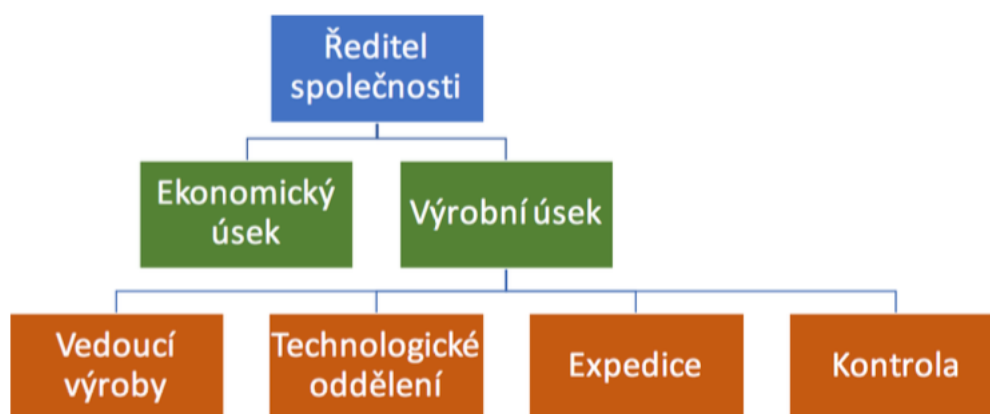 Ředitel
společnosti
Ekonomický
úsek
Výrobní úsek
Vedoucí
výroby
Technologické
oddělení
Expedice
Kontrola